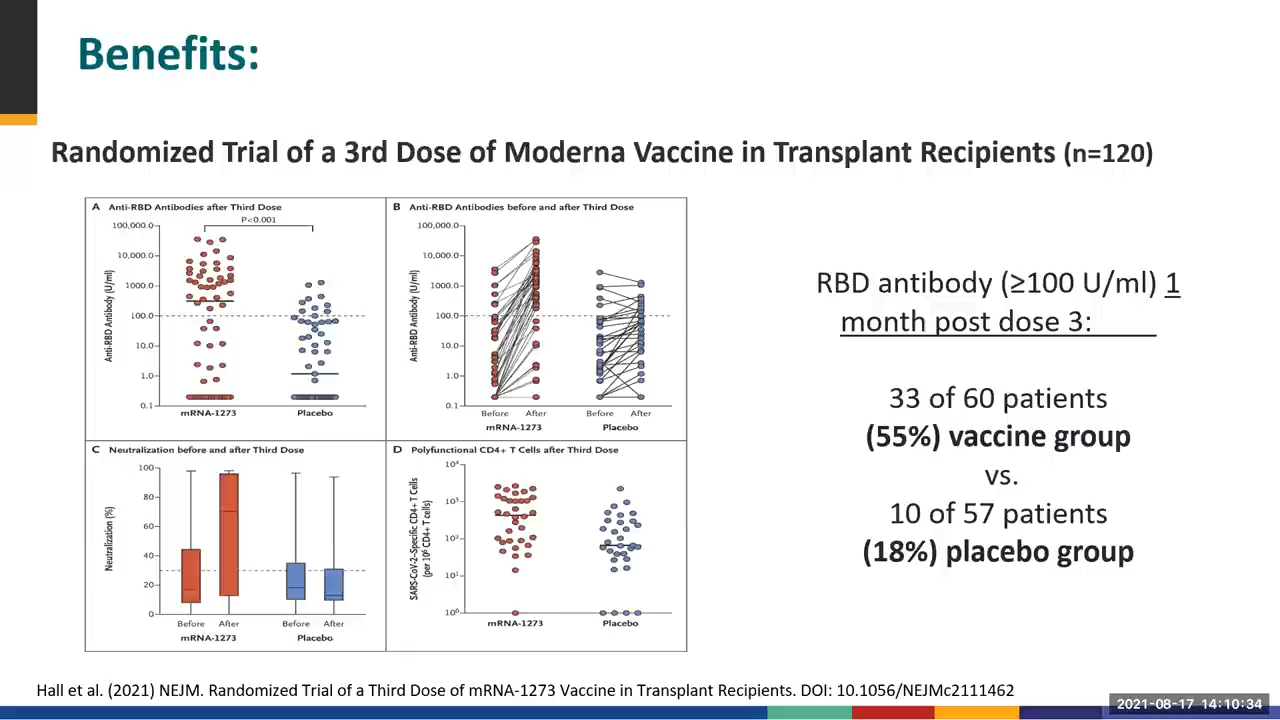 Benefits:
Randomized Trial of a 3rd Dose of Moderna Vaccine in Transplant Recipients (n=120)
A Anti-RBD Antibodies after Third Dose
P<0.001
Anti-RBD Antibody (U/ml)
100,000.0
10,000.0
1000.0
100.0
10.0
1.0
0.1
mRNA-1273 Placebo
B Anti-RBD Antibodies before and after Third Dose
Anti-RBD Antibody (U/ml)
100,000.0
10,000.0
1000.0
100.0
10.0
1.0
0.1
Before After Before After
mRNA-1273 Placebo
C Neutralization before and after Third Dose
Neutralization (%)
100
80
60
40
20
0
Before After Before After
mRNA-1273 Placebo
D Polyfunctional CD4+ T Cells after Third Dose
SARS-CoV-2–Specific CD4+ T Cells
(per 10⁶ CD4+ T cells)
10⁴
10³
10²
10¹
10⁰
mRNA-1273 Placebo
RBD antibody (≥100 U/ml) 1
month post dose 3:
33 of 60 patients
(55%) vaccine group
vs.
10 of 57 patients
(18%) placebo group
Hall et al. (2021) NEJM. Randomized Trial of a Third Dose of mRNA-1273 Vaccine in Transplant Recipients. DOI: 10.1056/NEJMc2111462
2021-08-17 14:10:34